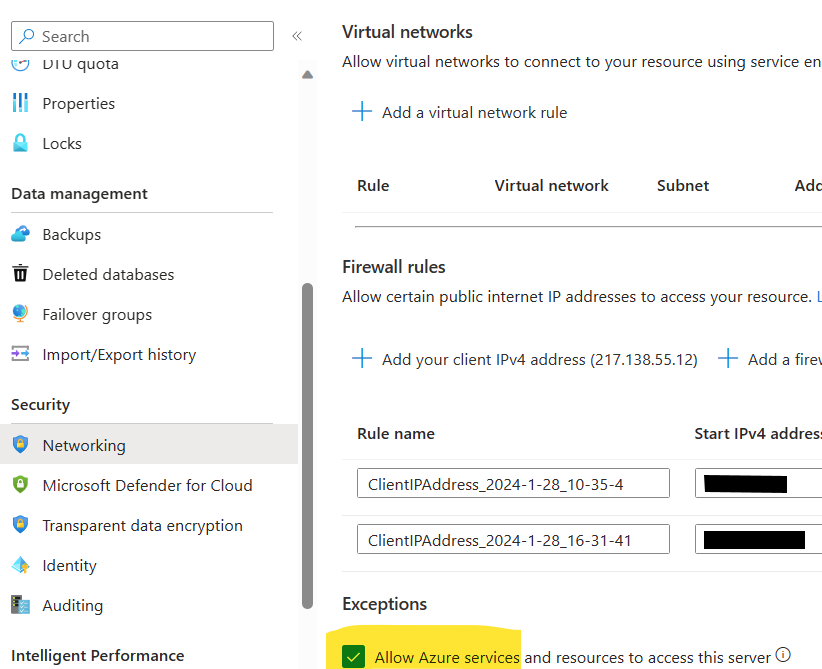 Search
DTU quota
Properties
Locks
Data management
Backups
Deleted databases
Failover groups
Import/Export history
Security
Networking
Microsoft Defender for Cloud
Transparent data encryption
Identity
Auditing
Intelligent Performance
Virtual networks
Allow virtual networks to connect to your resource using service en
Add a virtual network rule
Rule Virtual network Subnet Add
Firewall rules
Allow certain public internet IP addresses to access your resource. L
Add your client IPv4 address (217.138.55.12) Add a firew
Rule name Start IPv4 address
ClientIPAddress_2024-1-28_10-35-4
ClientIPAddress_2024-1-28_16-31-41
Exceptions
Allow Azure services and resources to access this server